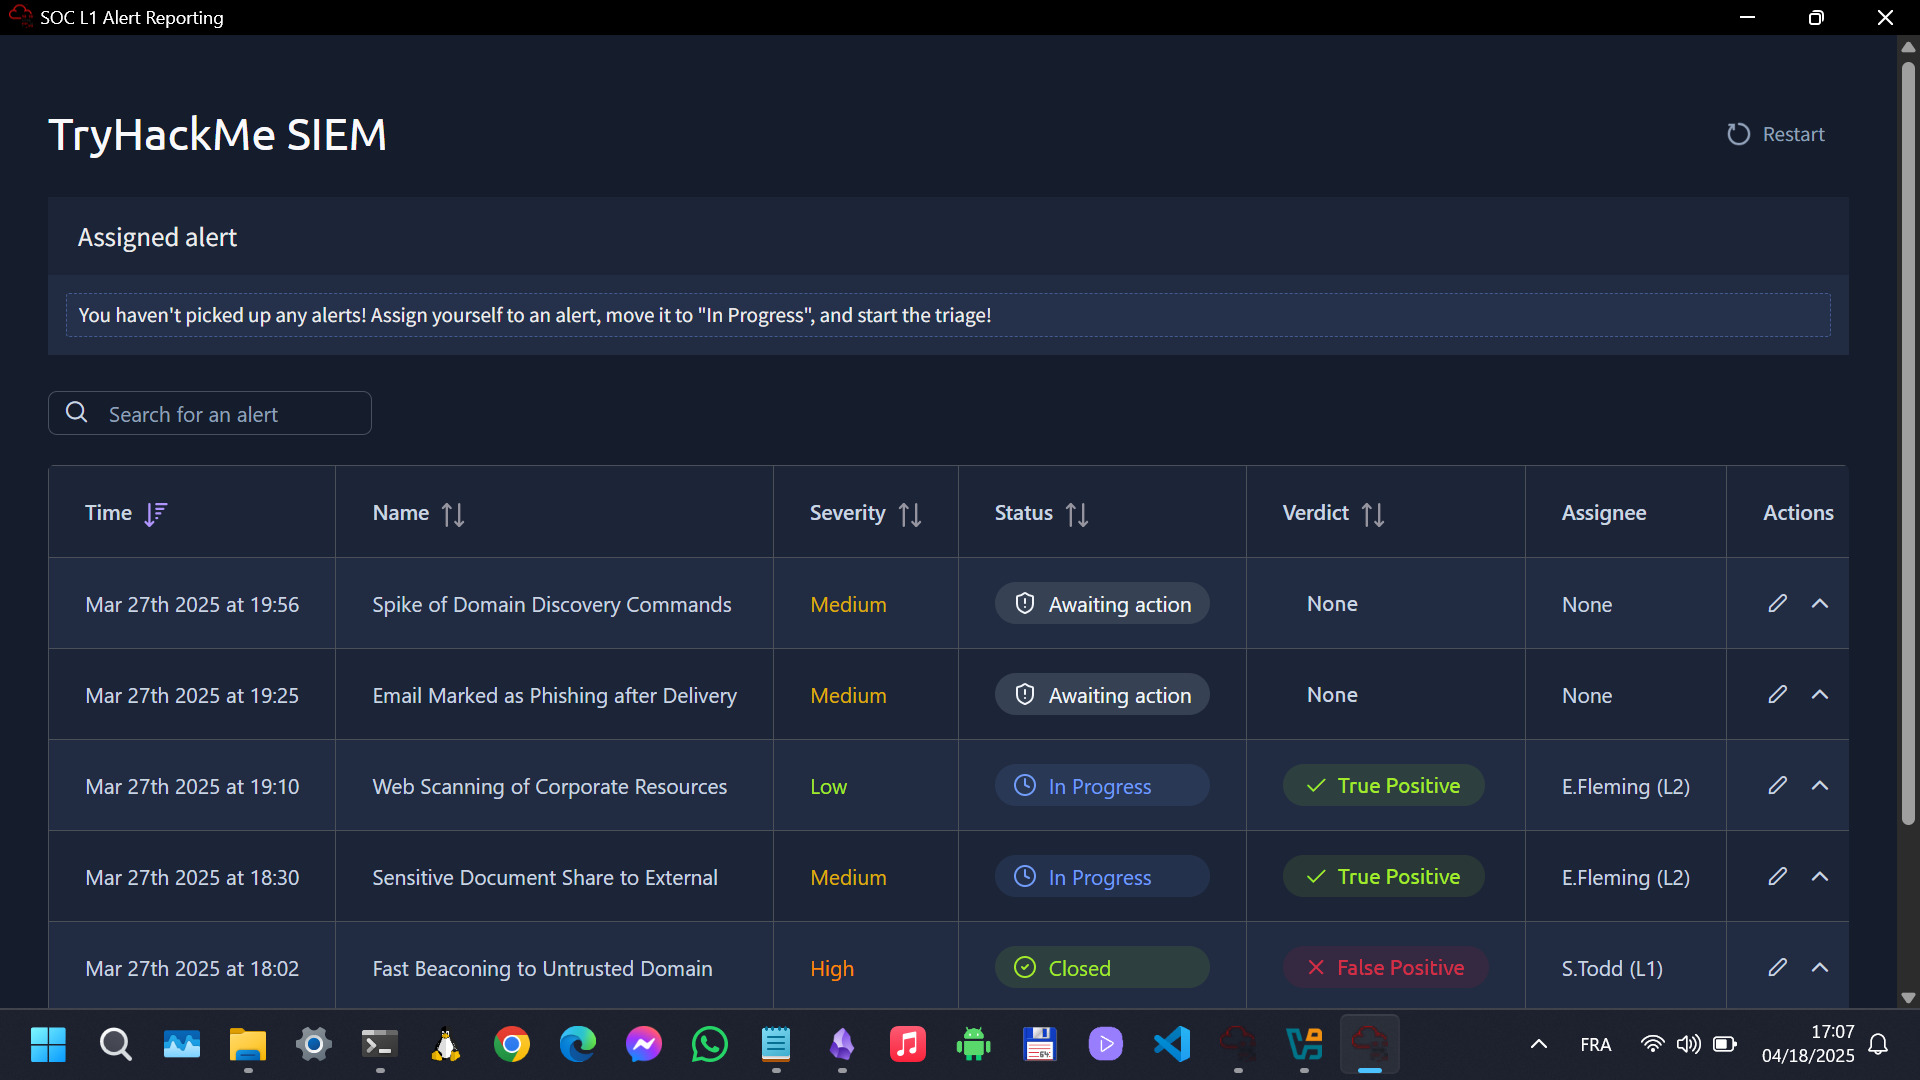 SOC L1 Alert Reporting
TryHackMe SIEM
Restart
Assigned alert
You haven't picked up any alerts! Assign yourself to an alert, move it to "In Progress", and start the triage!
Search for an alert
Time Name Severity Status Verdict Assignee Actions
Mar 27th 2025 at 19:56 Spike of Domain Discovery Commands Medium Awaiting action None None
Mar 27th 2025 at 19:25 Email Marked as Phishing after Delivery Medium Awaiting action None None
Mar 27th 2025 at 19:10 Web Scanning of Corporate Resources Low In Progress True Positive E.Fleming (L2)
Mar 27th 2025 at 18:30 Sensitive Document Share to External Medium In Progress True Positive E.Fleming (L2)
Mar 27th 2025 at 18:02 Fast Beaconing to Untrusted Domain High Closed False Positive S.Todd (L1)
64
FRA
17:07
04/18/2025